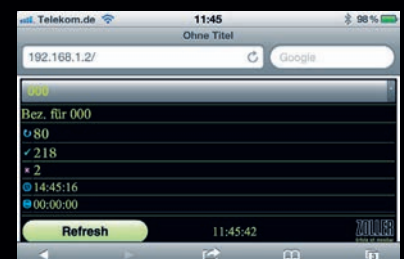 Telekom.de 11:45 98 %
Ohne Titel
192.168.1.2/ Google
000
Bez. für 000
80
218
2
14:45:16
00:00:00
Refresh 11:45:42 ZOLLER